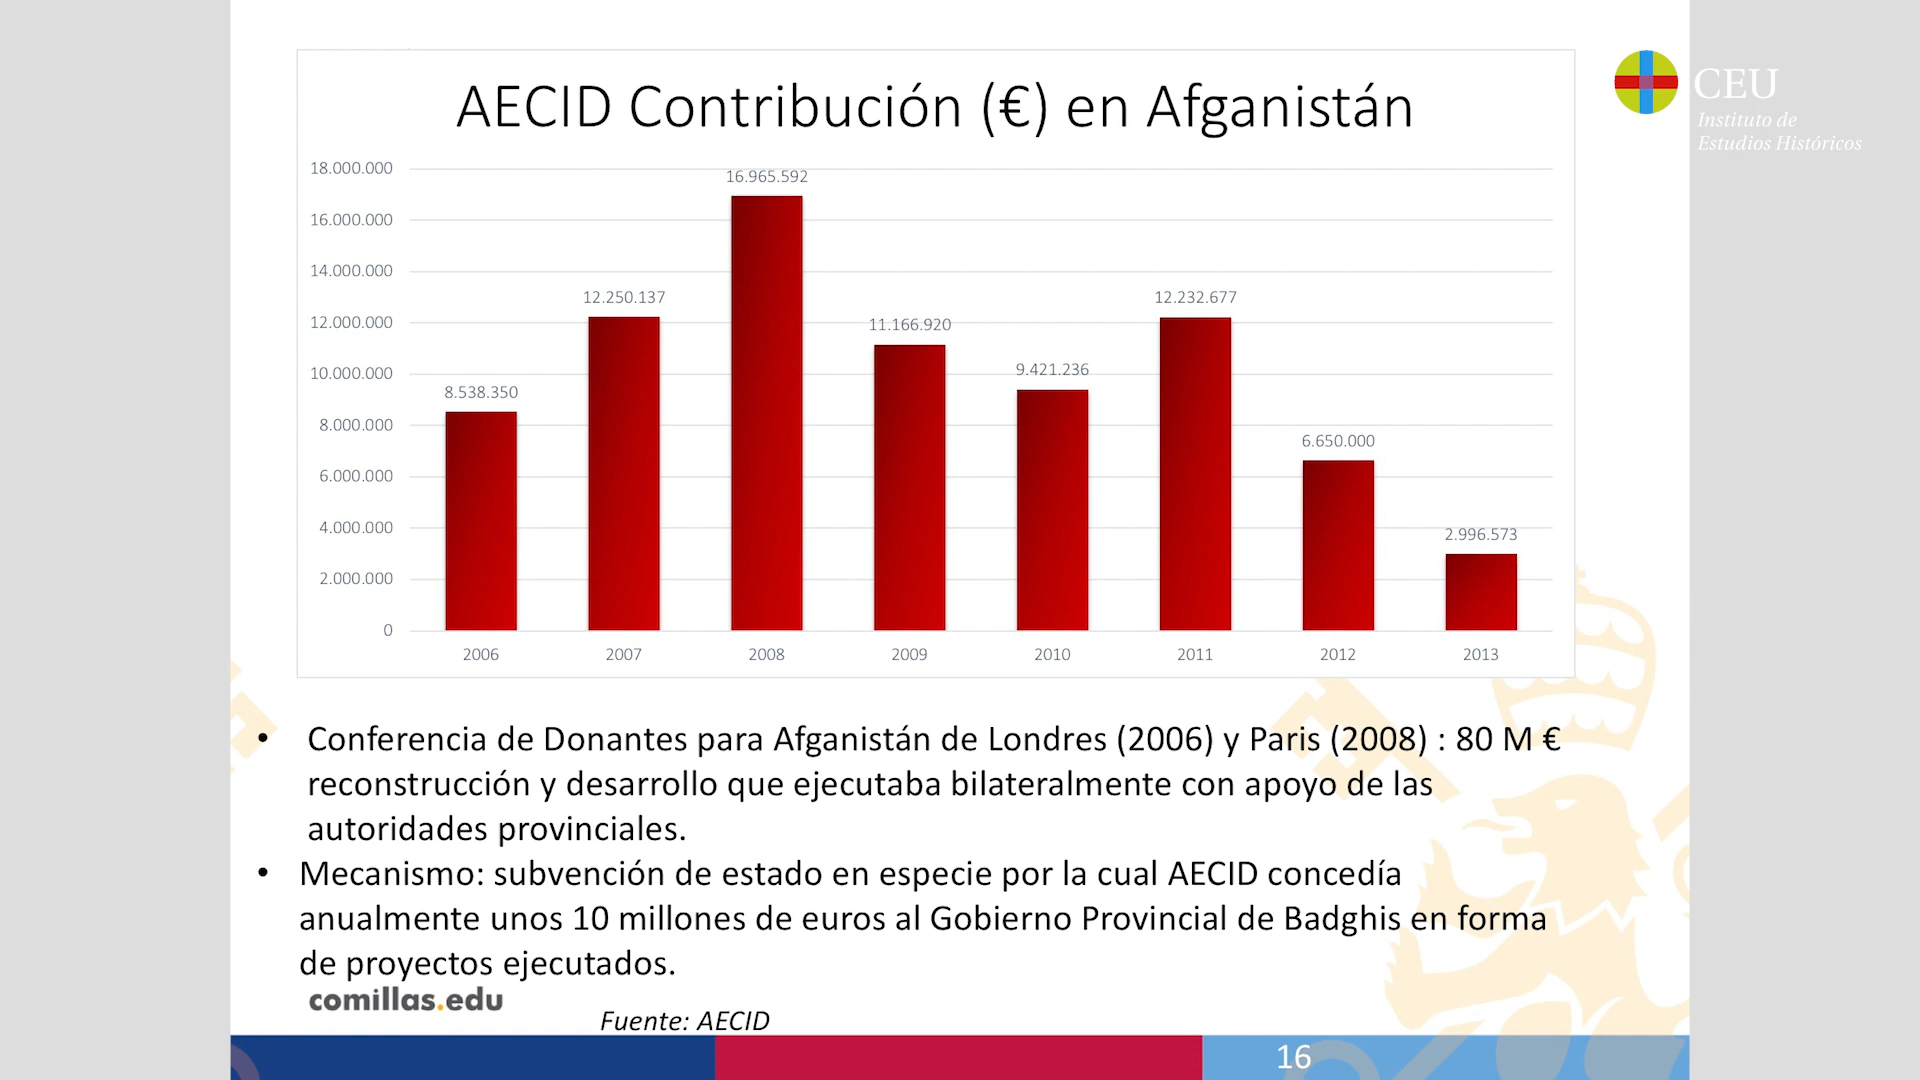 AECID Contribución (€) en Afganistán
CEU
Instituto de
Estudios Históricos
18.000.000
16.000.000
14.000.000
12.000.000
10.000.000
8.000.000
6.000.000
4.000.000
2.000.000
0
8.538.350
12.250.137
16.965.592
11.166.920
9.421.236
12.232.677
6.650.000
2.996.573
2006 2007 2008 2009 2010 2011 2012 2013
• Conferencia de Donantes para Afganistán de Londres (2006) y Paris (2008) : 80 M €
reconstrucción y desarrollo que ejecutaba bilateralmente con apoyo de las
autoridades provinciales.
• Mecanismo: subvención de estado en especie por la cual AECID concedía
anualmente unos 10 millones de euros al Gobierno Provincial de Badghis en forma
de proyectos ejecutados.
comillas.edu
Fuente: AECID
16